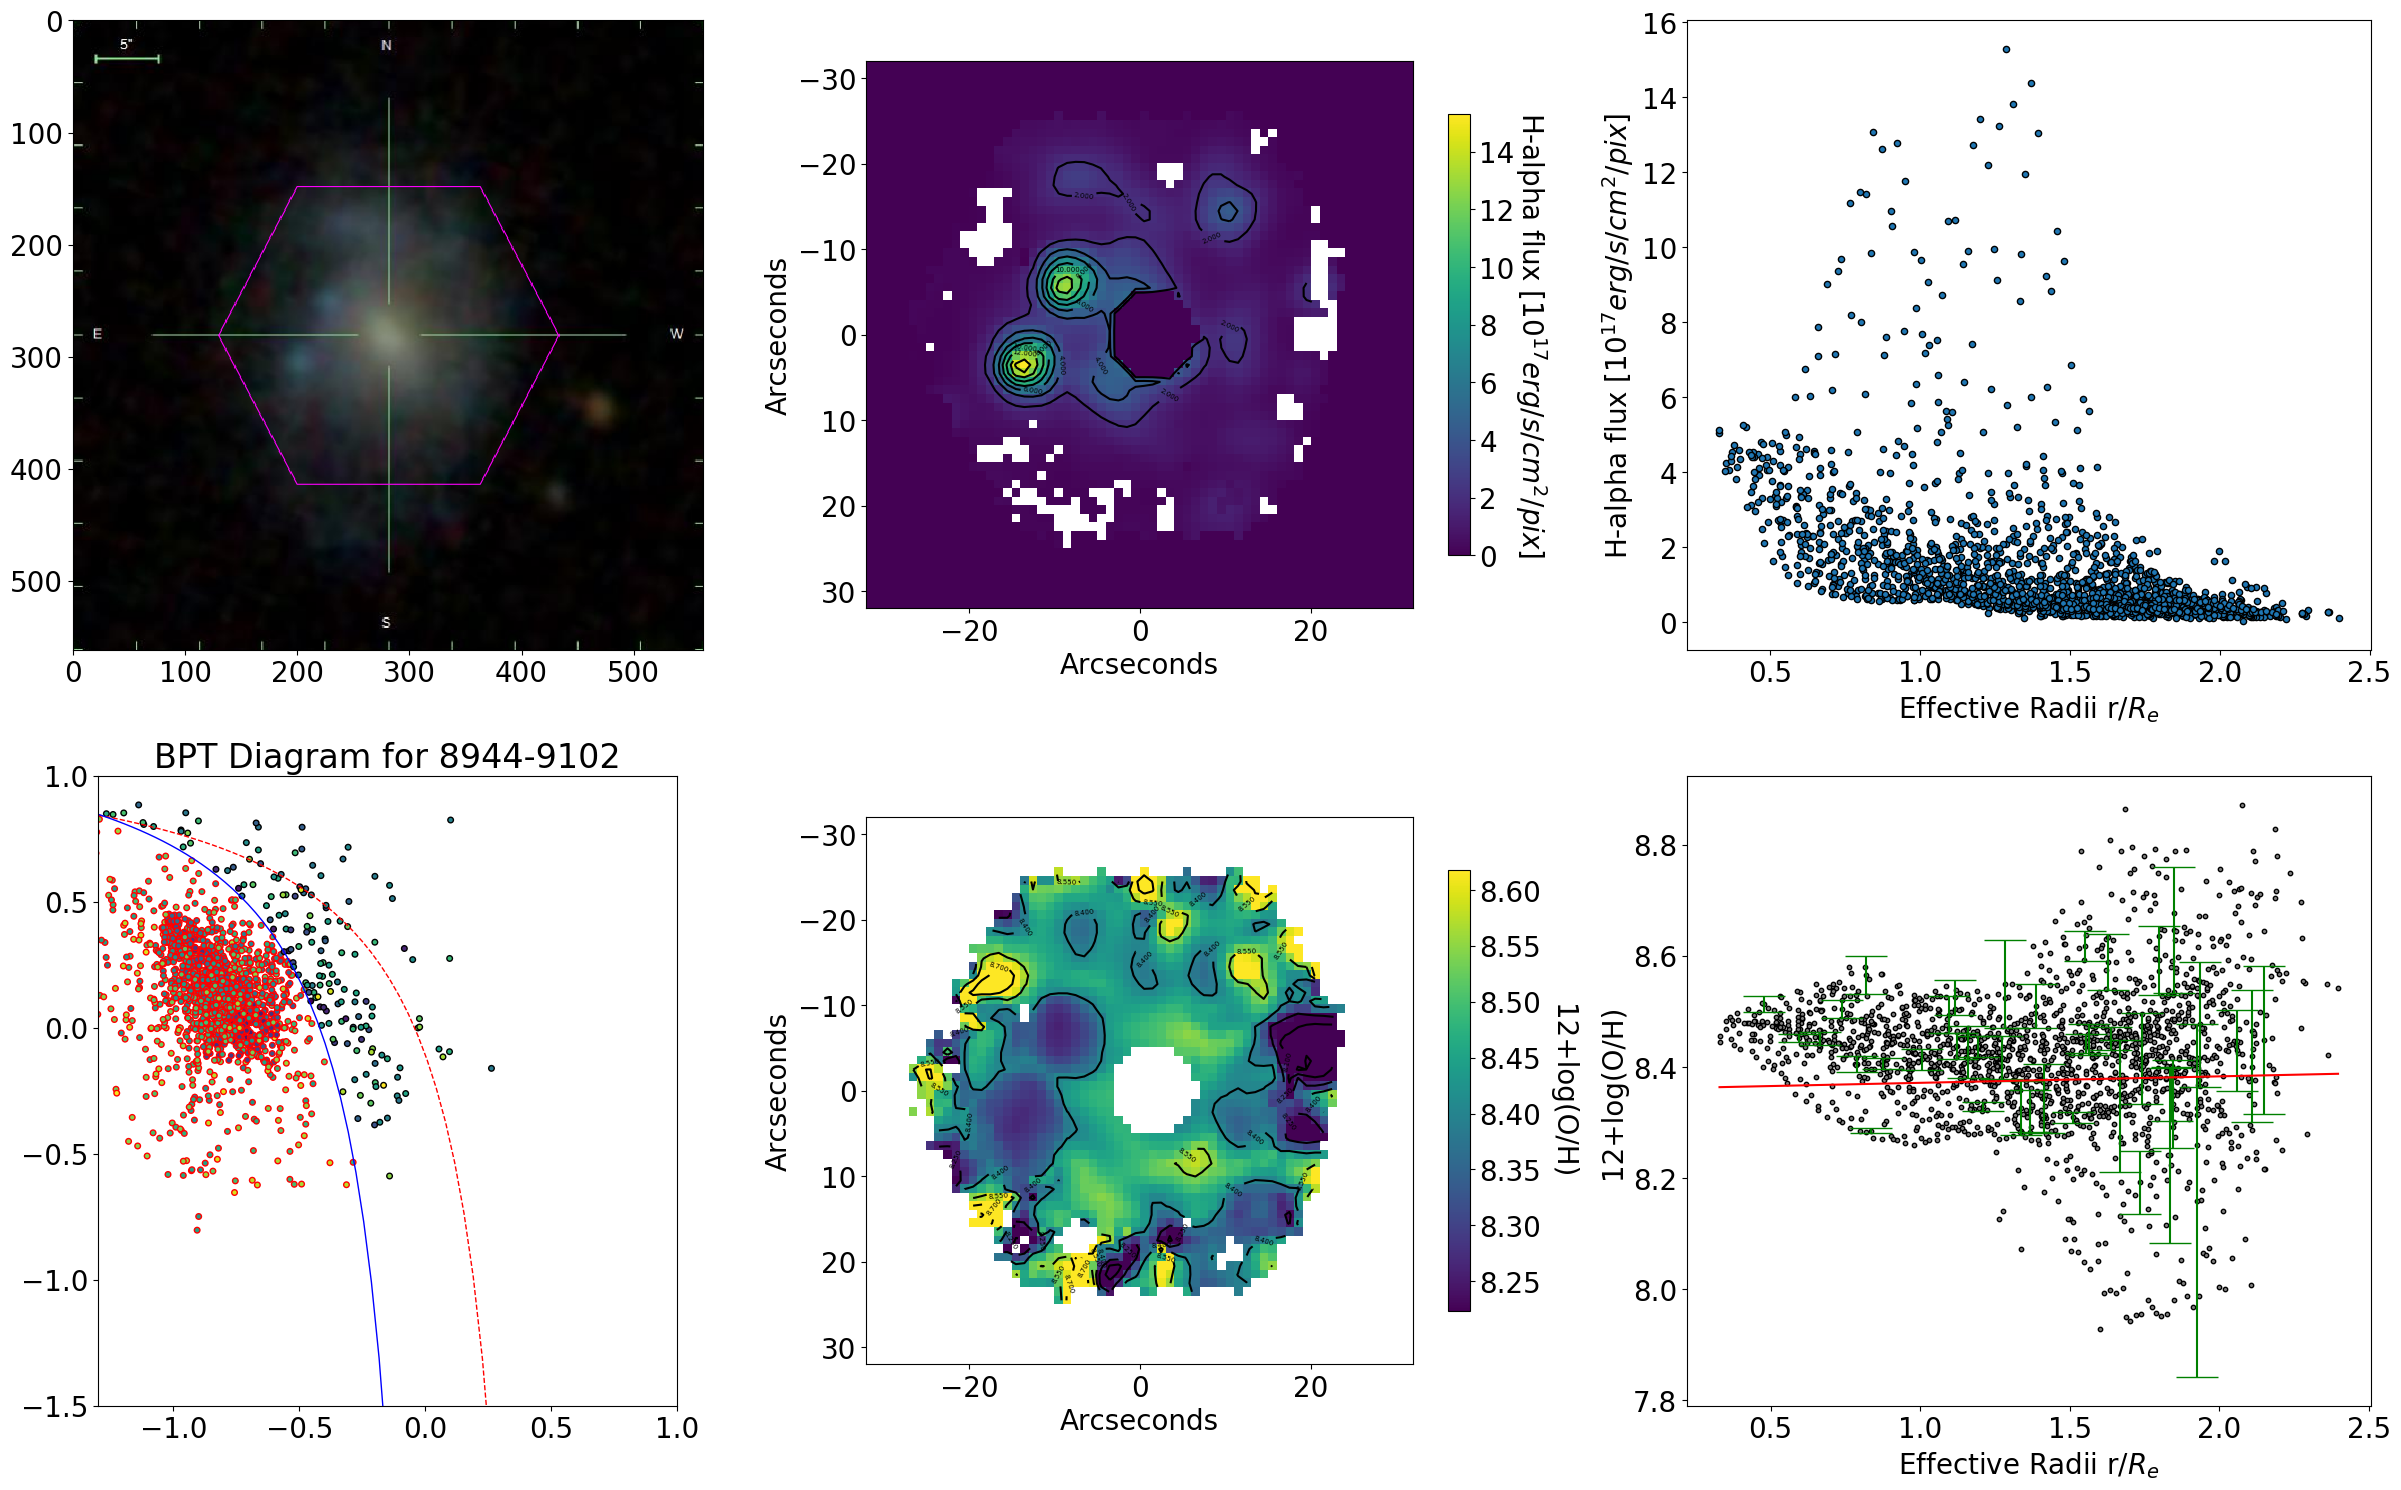 0
100
200
300
400
500
5"
N
E
W
S
0 100 200 300 400 500
−30
−20
−10
0
10
20
30
Arcseconds
−20 0 20
Arcseconds
14
12
10
8
6
4
2
0
H-alpha flux [10^17 erg/s/cm^2/pix]
16
14
12
10
8
6
4
2
0
H-alpha flux [10^17 erg/s/cm^2/pix]
0.5 1.0 1.5 2.0 2.5
Effective Radii r/R_e
BPT Diagram for 8944-9102
1.0
0.5
0.0
−0.5
−1.0
−1.5
−1.0 −0.5 0.0 0.5 1.0
−30
−20
−10
0
10
20
30
Arcseconds
−20 0 20
Arcseconds
8.60
8.55
8.50
8.45
8.40
8.35
8.30
8.25
12+log(O/H)
8.8
8.6
8.4
8.2
8.0
7.8
12+log(O/H)
0.5 1.0 1.5 2.0 2.5
Effective Radii r/R_e